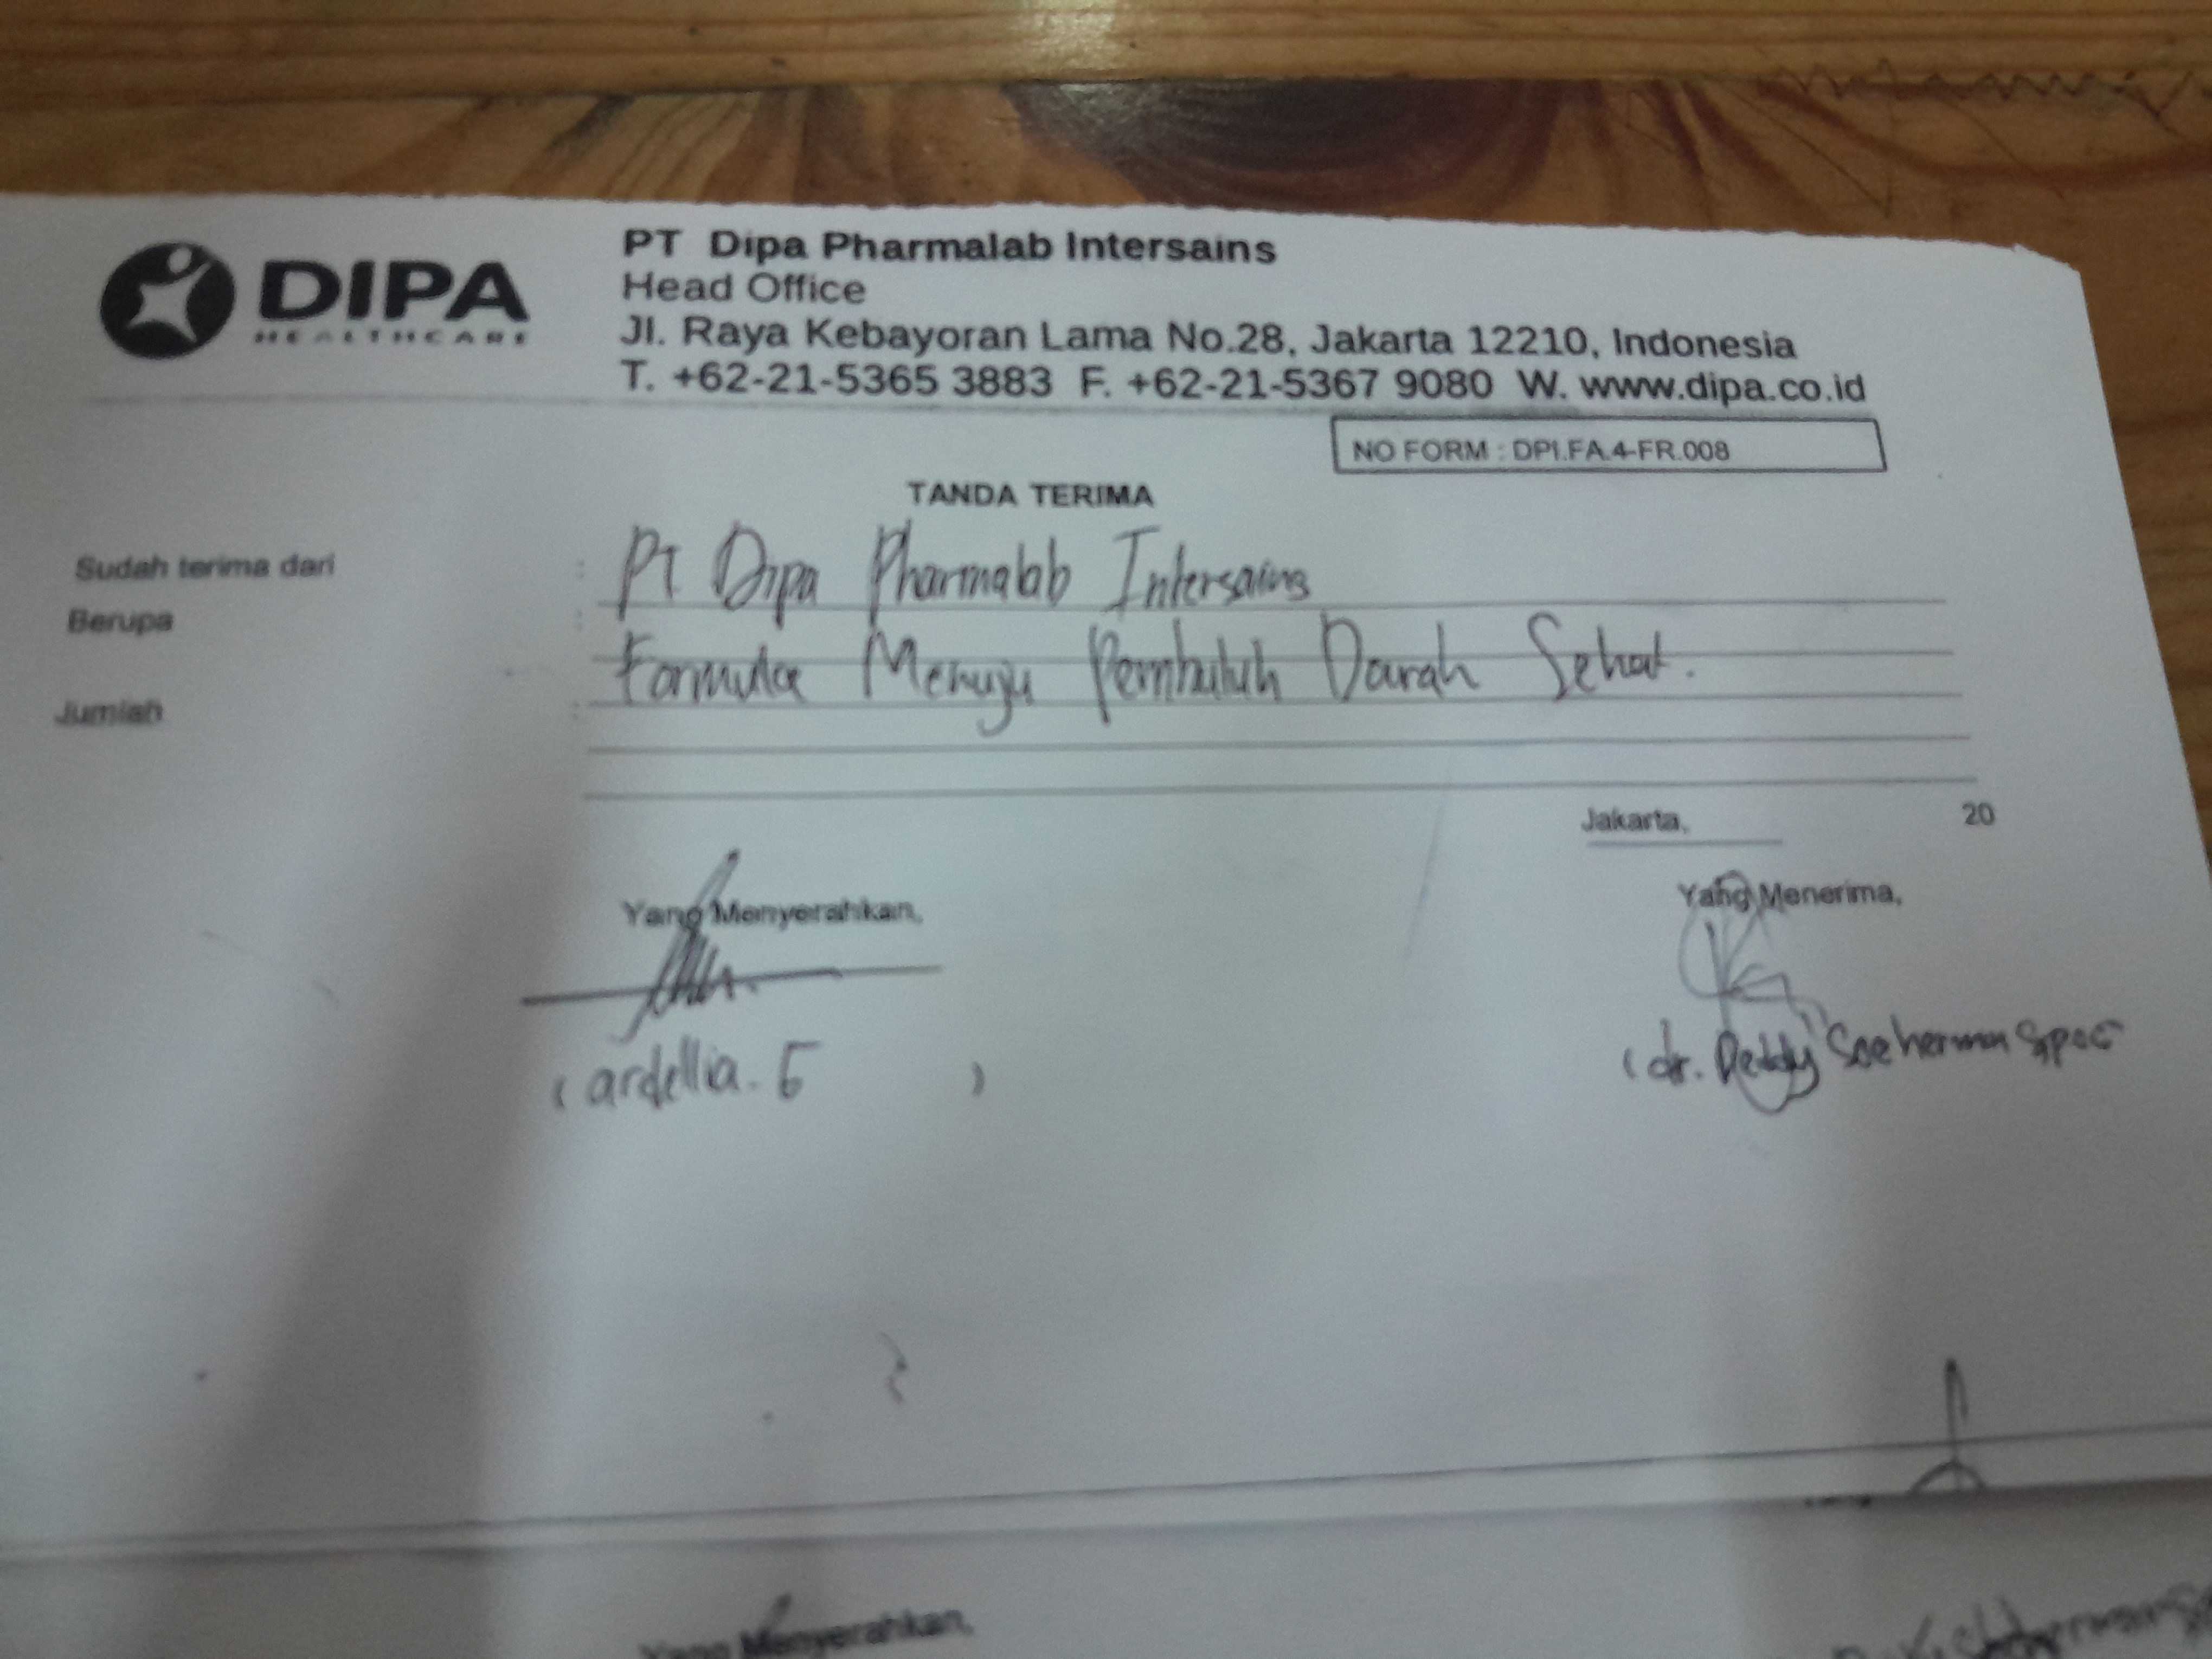 DIPA
HEALTHCARE
PT Dipa Pharmalab Intersains
Head Office
Jl. Raya Kebayoran Lama No.28, Jakarta 12210, Indonesia
T. +62-21-5365 3883 F. +62-21-5367 9080 W. www.dipa.co.id
NO FORM : DPI.FA.4-FR.008
TANDA TERIMA
Sudah terima dari : PT Dipa Pharmalab Intersains
Berupa : Formula Menuju Pembuluh Darah Sehat.
Jumlah :
Jakarta, 20
Yang Menyerahkan, Yang Menerima,
(ardellia. ) (dr. Deddy Soeherman
Yang Menyerahkan,